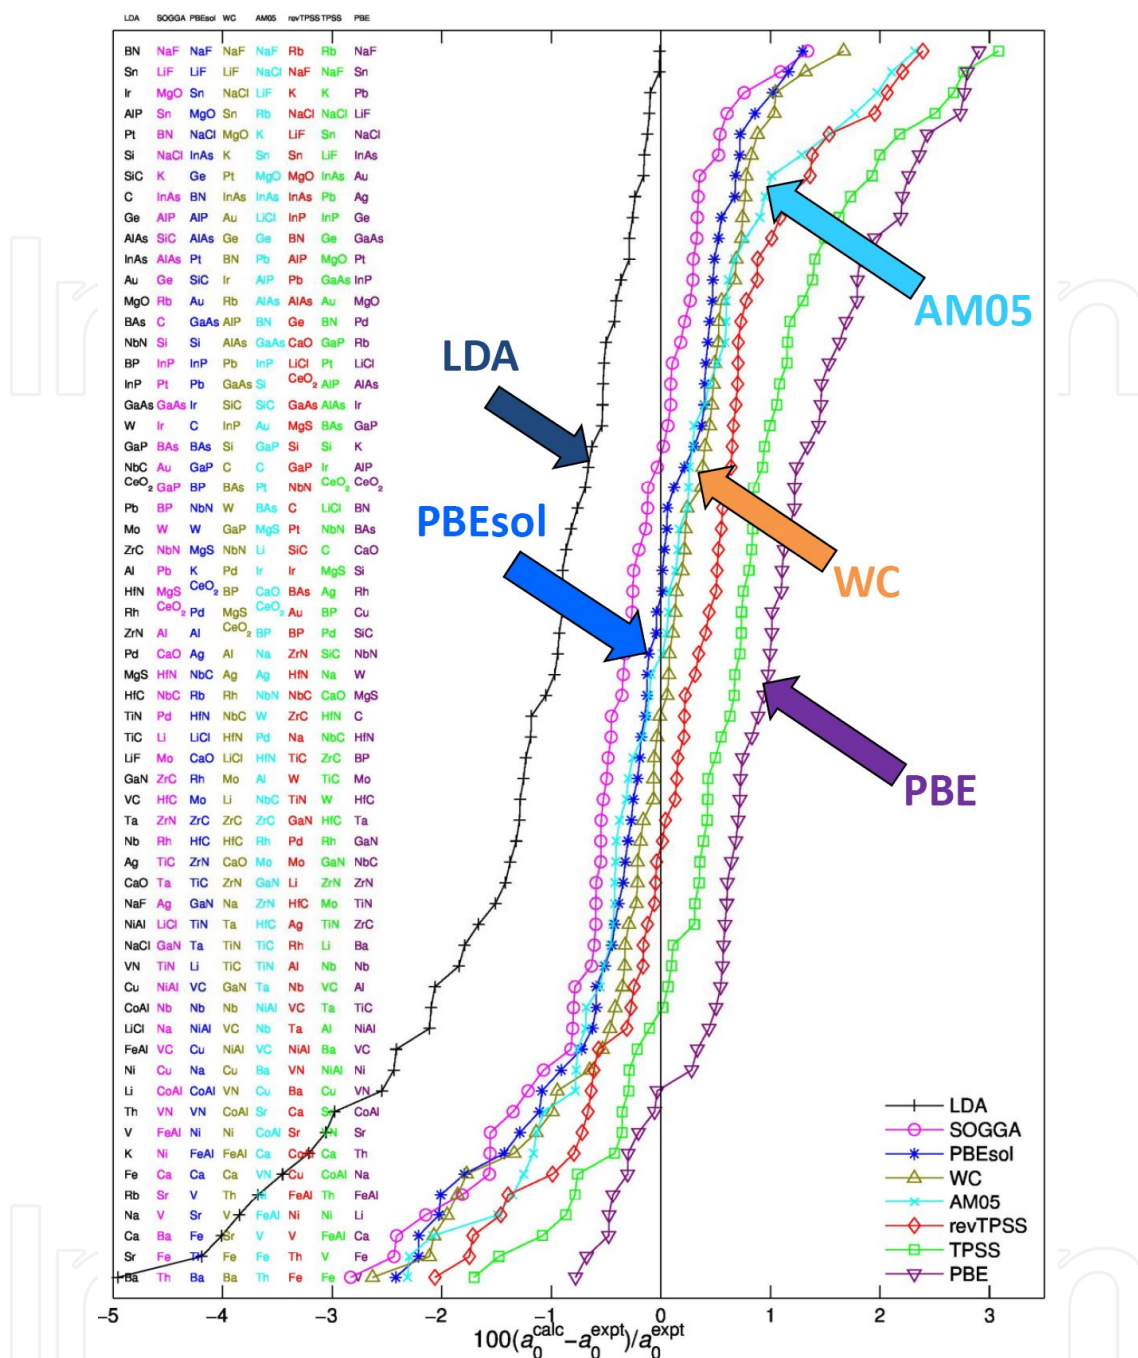 LDA SOGGA PBEsol WC AM05 revTPSS TPSS PBE
BN NaF NaF NaF NaF Rb Rb NaF
Sn LiF LiF LiF NaCl NaF NaF Sn
Ir MgO Sn NaCl LiF K K Pb
AlP Sn MgO Sn Rb NaCl NaCl LiF
Pt BN NaCl MgO K LiF Sn NaCl
Si NaCl InAs K Sn Sn LiF InAs
SiC K Ge Pt MgO MgO InAs Au
C InAs BN InAs InAs InAs Pb Ag
Ge AlP AlP Au LiCl InP InP Ge
AlAs SiC AlAs Ge Ge BN Ge GaAs
InAs AlAs Pt BN Pb AlP MgO Pt
Au Ge SiC Ir AlP Pb GaAs InP
MgO Rb Au Rb AlAs AlAs Au MgO
BAs C GaAs AlP BN Ge BN Pd
NbN Si Si AlAs GaAs CaO GaP Rb
BP InP InP Pb InP LiCl Pt LiCl
InP Pt Pb GaAs Si CeO2 AlP AlAs
GaAs GaAs Ir SiC SiC GaAs AlAs Ir
W Ir C InP Au MgS BAs GaP
GaP BAs BAs Si GaP Si Si K
NbC Au GaP C C GaP Ir AlP
CeO2 GaP BP BAs Pt NbN CeO2 CeO2
Pb BP NbN W BAs C LiCl BN
Mo W W GaP MgS Pt NbN BAs
ZrC NbN MgS NbN Li SiC C CaO
Al Pb K Pd Ir Ir MgS Si
HfN MgS CeO2 BP CaO BAs Ag Rh
Rh CeO2 Pd MgS CeO2 Au BP Cu
ZrN Al Al CeO2 BP BP Pd SiC
Pd CaO Ag Al Na ZrN SiC NbN
MgS HfN NbC Ag Ag HfN Na W
HfC NbC Rb Rh NbN NbC CaO MgS
TiN Pd HfN NbC W ZrC HfN C
TiC Li LiCl HfN Pd Na NbC HfN
LiF Mo CaO LiCl HfN TiC ZrC BP
GaN ZrC Rh Mo Al W TiC Mo
VC HfC Mo Li NbC TiN W HfC
Ta ZrN ZrC ZrC ZrC GaN HfC Ta
Nb Rh HfC HfC Rh Pd Rh GaN
Ag TiC ZrN CaO Mo Mo GaN NbC
CaO Ta TiC ZrN GaN Li ZrN ZrN
NaF Ag GaN Na ZrN HfC Mo TiN
NiAl LiCl TiN Ta HfC Ag TiN ZrC
NaCl GaN Ta TiN TiC Rh Li Ba
VN TiN Li TiC TiN Al Nb Nb
Cu NiAl VC GaN Ta Nb VC Al
CoAl Nb Nb Nb NiAl VC Ta TiC
LiCl Na NiAl VC Nb Ta Al NiAl
FeAl VC Cu NiAl VC NiAl Ba VC
Ni Cu Na Cu Ba VN NiAl Ni
Li CoAl CoAl VN Cu Ba Cu VN
Th VN VN CoAl Sr Ca CoAl
V FeAl Ni Ni CoAl Sr Sr
K Ni FeAl FeAl Ca Ca Th
Fe Ca Ca Ca VN Cu CoAl Na
Rb Sr V Th FeAl Th FeAl
Na V Sr V FeAl Ni Ni Li
Ca Ba Fe Sr V V FeAl Ca
Sr Fe Th Fe Fe Th V Fe
Ba Th Ba Ba Th Fe Fe
AM05
LDA
PBEsol
WC
PBE
LDA
SOGGA
PBEsol
WC
AM05
revTPSS
TPSS
PBE
−5 −4 −3 −2 −1 0 1 2 3
100(a0^calc−a0^expt)/a0^expt